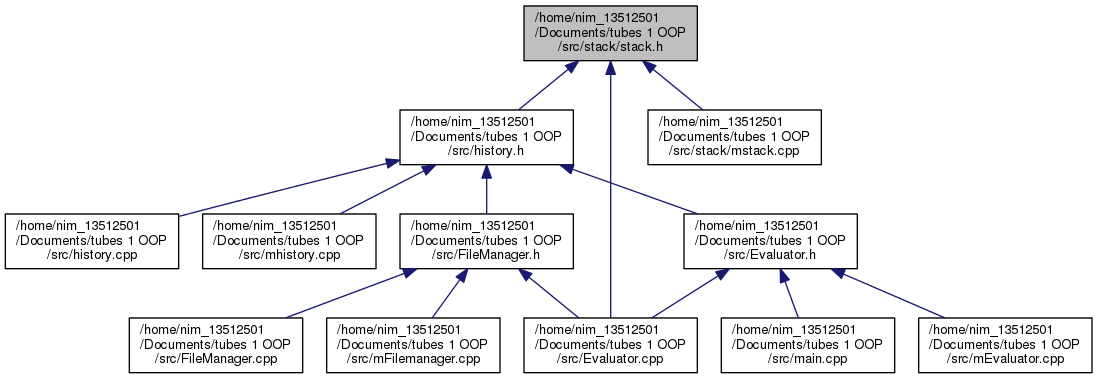 /home/nim_13512501
/Documents/tubes 1 OOP
/src/stack/stack.h
/home/nim_13512501
/Documents/tubes 1 OOP
/src/history.h
/home/nim_13512501
/Documents/tubes 1 OOP
/src/stack/mstack.cpp
/home/nim_13512501
/Documents/tubes 1 OOP
/src/history.cpp
/home/nim_13512501
/Documents/tubes 1 OOP
/src/mhistory.cpp
/home/nim_13512501
/Documents/tubes 1 OOP
/src/FileManager.h
/home/nim_13512501
/Documents/tubes 1 OOP
/src/Evaluator.h
/home/nim_13512501
/Documents/tubes 1 OOP
/src/FileManager.cpp
/home/nim_13512501
/Documents/tubes 1 OOP
/src/mFilemanager.cpp
/home/nim_13512501
/Documents/tubes 1 OOP
/src/Evaluator.cpp
/home/nim_13512501
/Documents/tubes 1 OOP
/src/main.cpp
/home/nim_13512501
/Documents/tubes 1 OOP
/src/mEvaluator.cpp